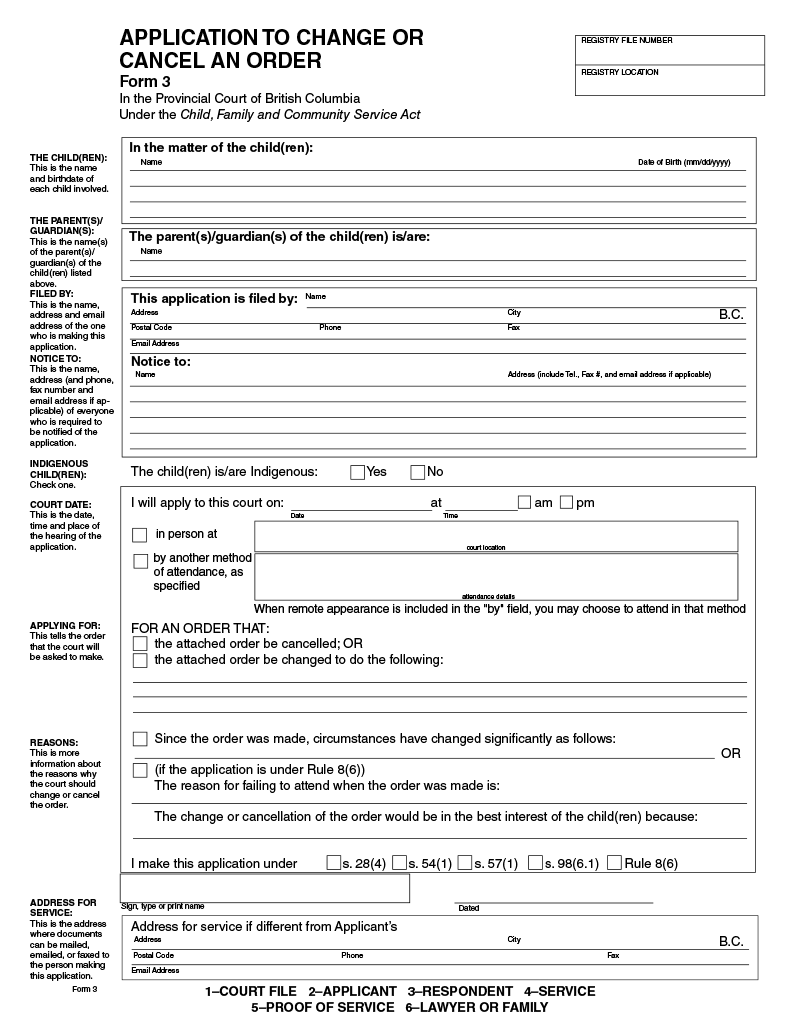 APPLICATION TO CHANGE OR
CANCEL AN ORDER
Form 3
In the Provincial Court of British Columbia
Under the Child, Family and Community Service Act
REGISTRY FILE NUMBER
REGISTRY LOCATION
THE CHILD(REN):
This is the name
and birthdate of
each child involved.
In the matter of the child(ren):
Name Date of Birth (mm/dd/yyyy)
THE PARENT(S)/
GUARDIAN(S):
This is the name(s)
of the parent(s)/
guardian(s) of the
child(ren) listed
above.
The parent(s)/guardian(s) of the child(ren) is/are:
Name
FILED BY:
This is the name,
address and email
address of the one
who is making this
application.
This application is filed by: Name
Address City B.C.
Postal Code Phone Fax
Email Address
NOTICE TO:
This is the name,
address (and phone,
fax number and
email address if ap-
plicable) of everyone
who is required to
be notified of the
application.
Notice to:
Name Address (include Tel., Fax #, and email address if applicable)
INDIGENOUS
CHILD(REN):
Check one.
The child(ren) is/are Indigenous: Yes No
COURT DATE:
This is the date,
time and place of
the hearing of the
application.
I will apply to this court on: at am pm
Date Time
in person at
court location
by another method
of attendance, as
specified
attendance details
When remote appearance is included in the "by" field, you may choose to attend in that method
APPLYING FOR:
This tells the order
that the court will
be asked to make.
FOR AN ORDER THAT:
the attached order be cancelled; OR
the attached order be changed to do the following:
REASONS:
This is more
information about
the reasons why
the court should
change or cancel
the order.
Since the order was made, circumstances have changed significantly as follows:
OR
(if the application is under Rule 8(6))
The reason for failing to attend when the order was made is:
The change or cancellation of the order would be in the best interest of the child(ren) because:
I make this application under s. 28(4) s. 54(1) s. 57(1) s. 98(6.1) Rule 8(6)
Sign, type or print name
Dated
ADDRESS FOR
SERVICE:
This is the address
where documents
can be mailed,
emailed, or faxed to
the person making
this application.
Address for service if different from Applicant's
Address City B.C.
Postal Code Phone Fax
Email Address
Form 3
1–COURT FILE 2–APPLICANT 3–RESPONDENT 4–SERVICE
5–PROOF OF SERVICE 6–LAWYER OR FAMILY